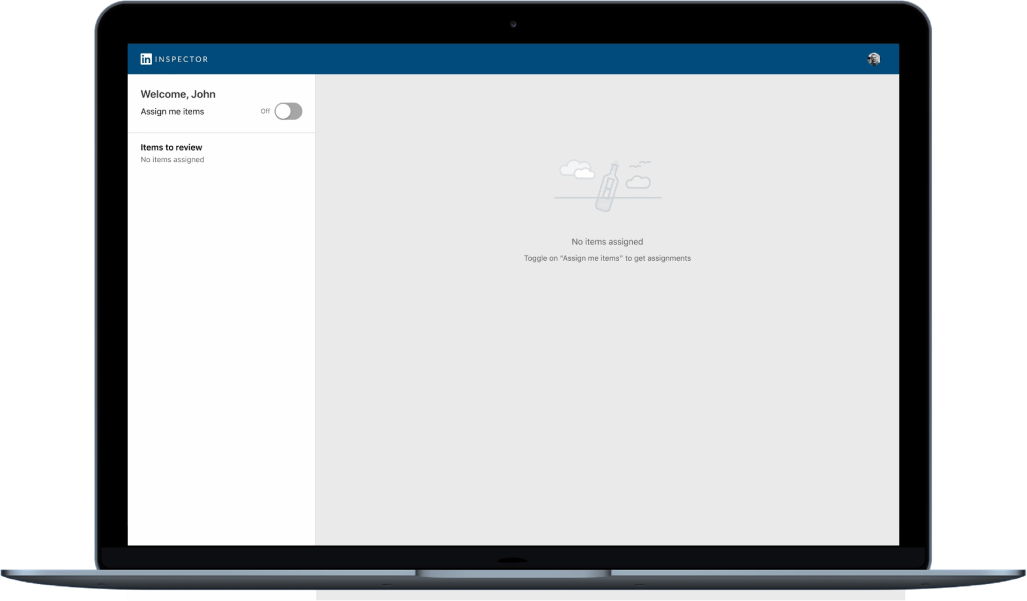 in INSPECTOR
Welcome, John
Assign me items
Off
Items to review
No items assigned
No items assigned
Toggle on "Assign me items" to get assignments